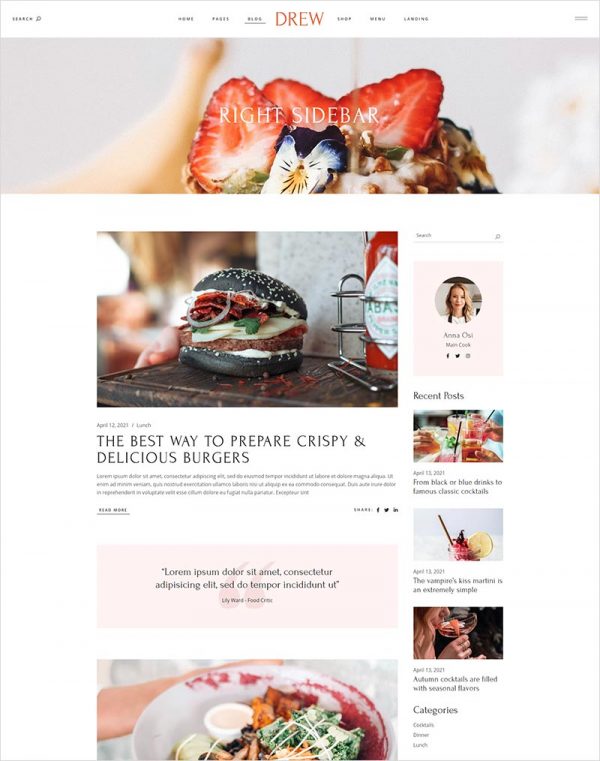 SEARCH
HOME
PAGES
BLOG
DREW
SHOP
MENU
LANDING
RIGHT SIDEBAR
TABAS
April 12, 2021 / Lunch
THE BEST WAY TO PREPARE CRISPY &
DELICIOUS BURGERS
Lorem ipsum dolor sit amet, consectetur adipiscing elit, sed do eiusmod tempor incididunt ut labore et dolore magna aliqua. Ut
enim ad minim veniam, quis nostrud exercitation ullamco laboris nisi ut aliquip ex ea commodo consequat. Duis aute irure dolor
in reprehenderit in voluptate velit esse cillum dolore eu fugiat nulla pariatur. Excepteur sint
READ MORE
SHARE:
“Lorem ipsum dolor sit amet, consectetur
adipisicing elit, sed do tempor incididunt ut”
Lily Ward - Food Critic
Search
Anna Osi
Main Cook
Recent Posts
April 13, 2021
From black or blue drinks to
famous classic cocktails
April 13, 2021
The vampire's kiss martini is
an extremely simple
April 13, 2021
Autumn cocktails are filled
with seasonal flavors
Categories
Cocktails
Dinner
Lunch